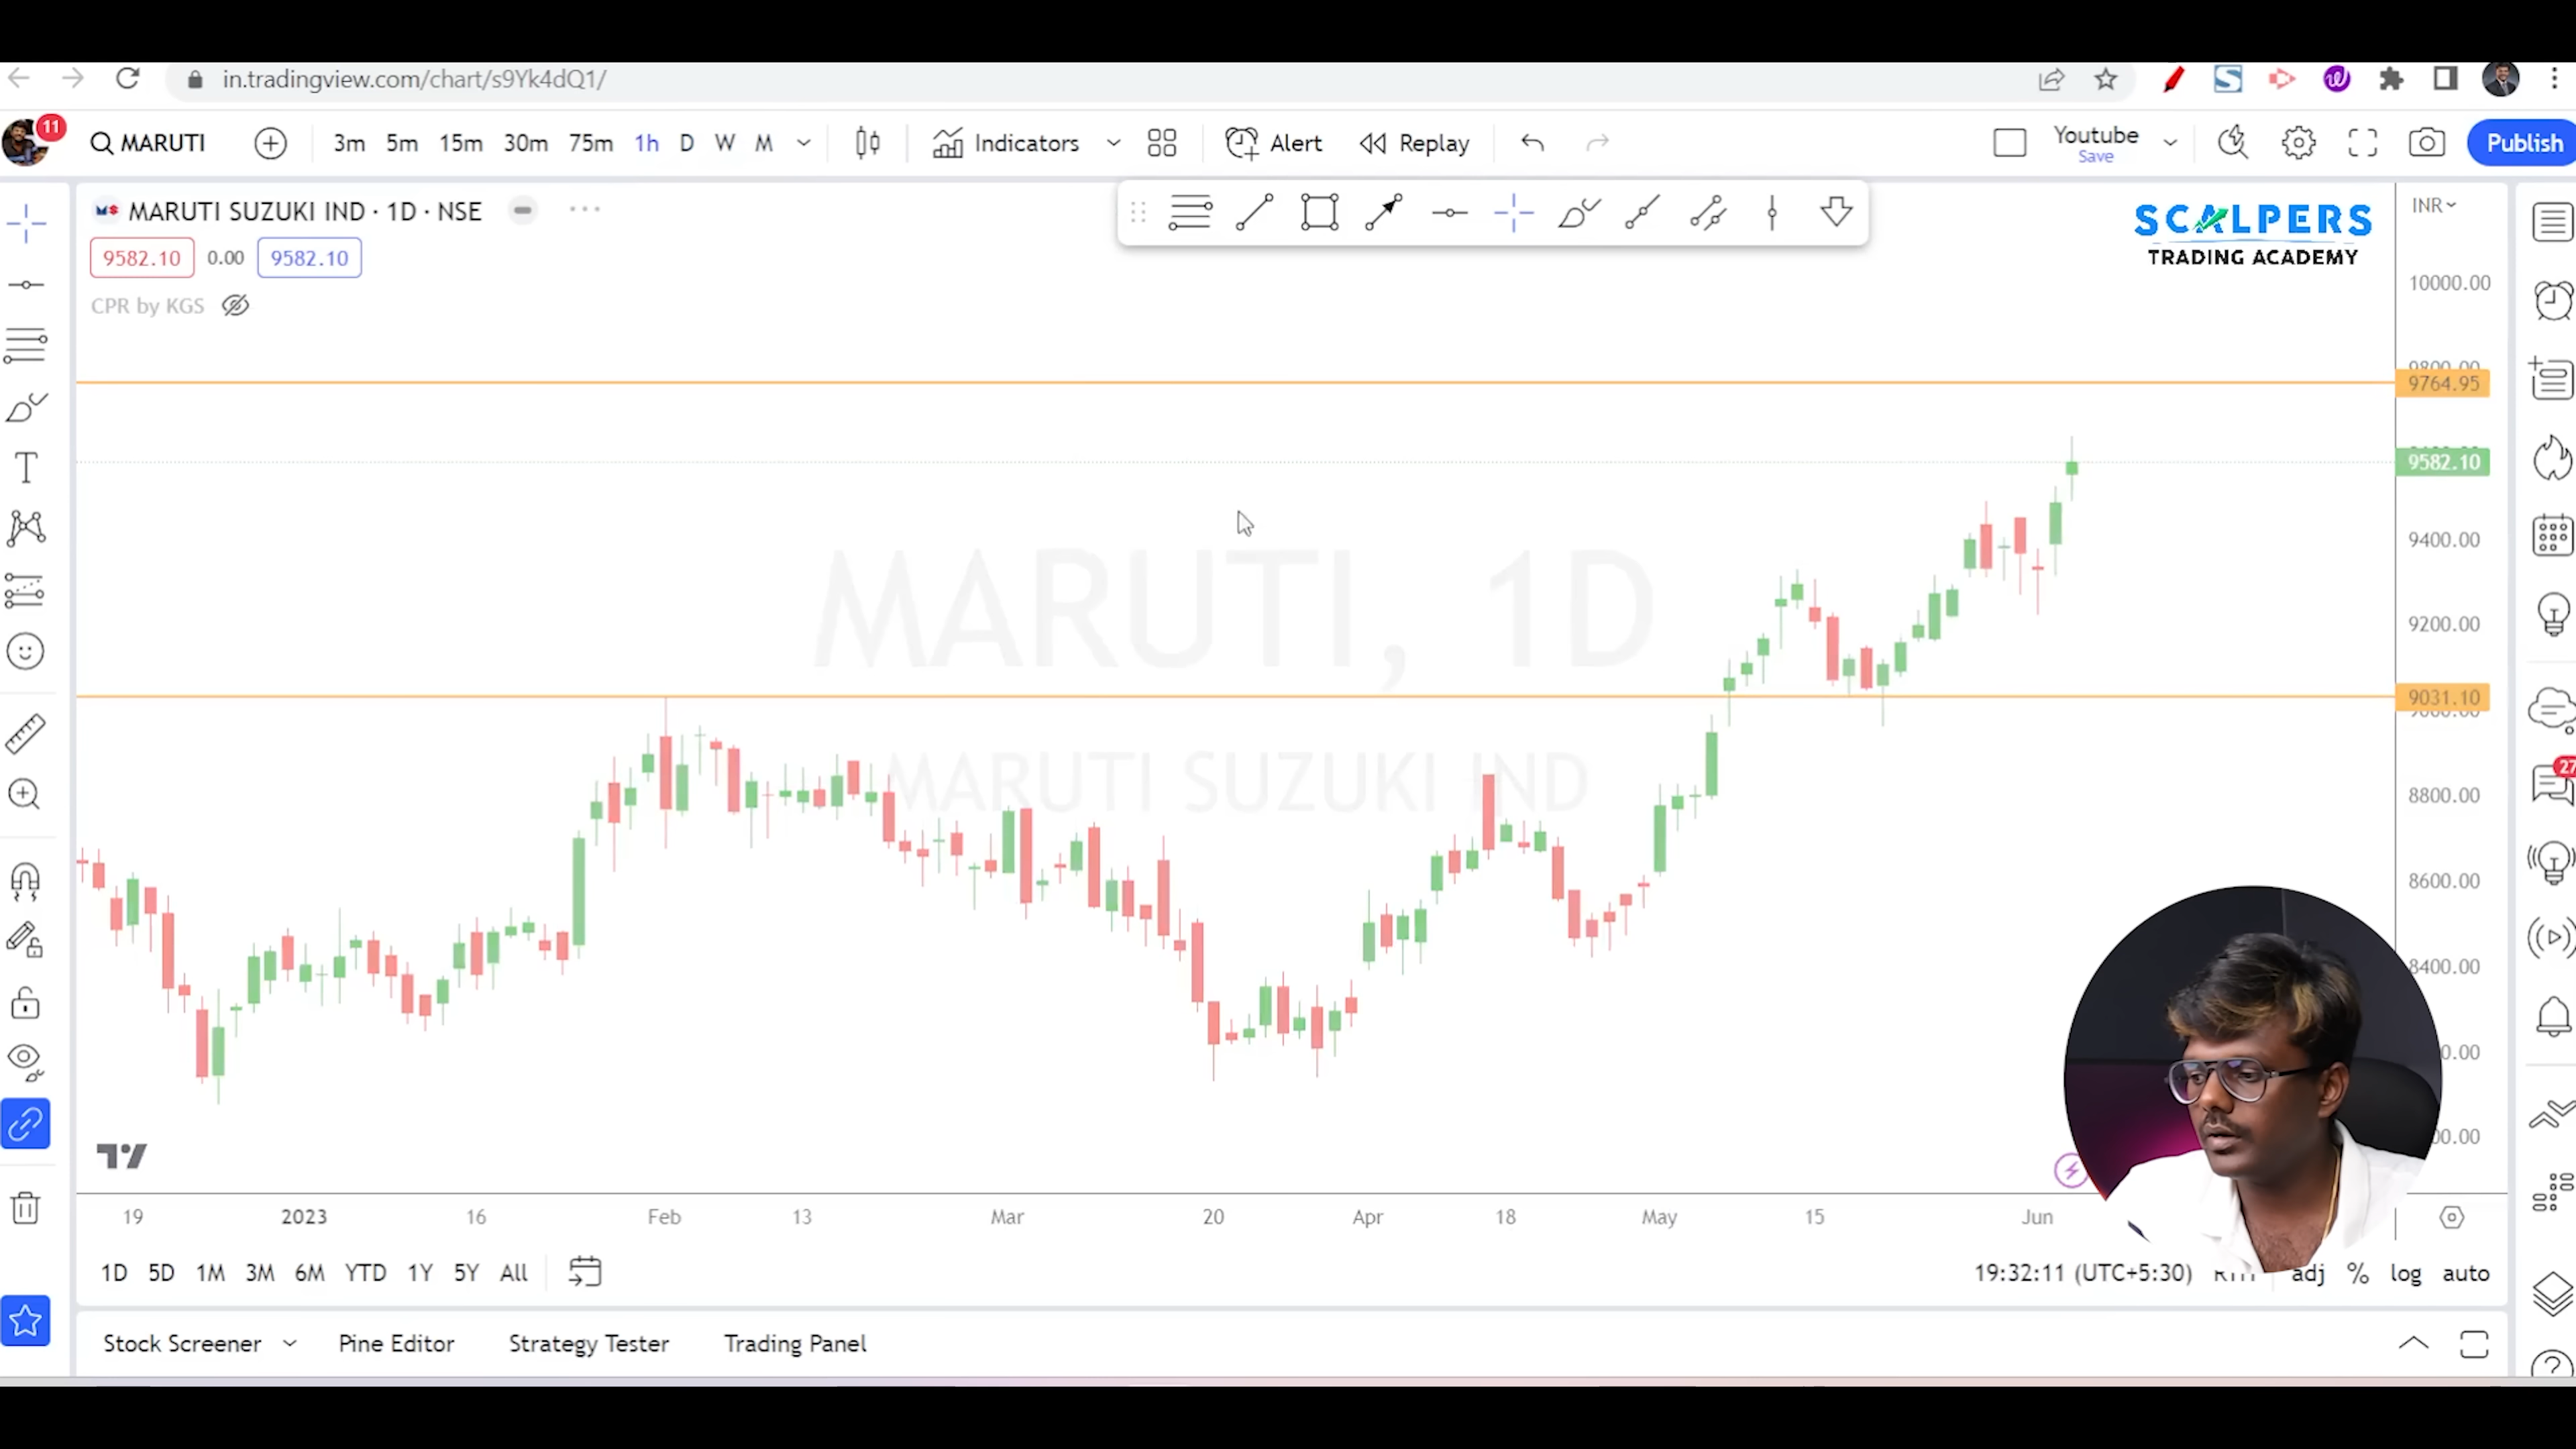 in.tradingview.com/chart/s9Yk4dQ1/
11
MARUTI 3m 5m 15m 30m 75m 1h D W M Indicators Alert Replay Youtube Save Publish
MARUTI SUZUKI IND · 1D · NSE
9582.10 0.00 9582.10
CPR by KGS
SCALPERS
TRADING ACADEMY
INR
10000.00
9764.95
9582.10
9400.00
9200.00
9031.10
8800.00
8600.00
8400.00
MARUTI, 1D
MARUTI SUZUKI IND
27
19 2023 16 Feb 13 Mar 20 Apr 18 May 15 Jun
1D 5D 1M 3M 6M YTD 1Y 5Y All 19:32:11 (UTC+5:30) adj % log auto
Stock Screener Pine Editor Strategy Tester Trading Panel